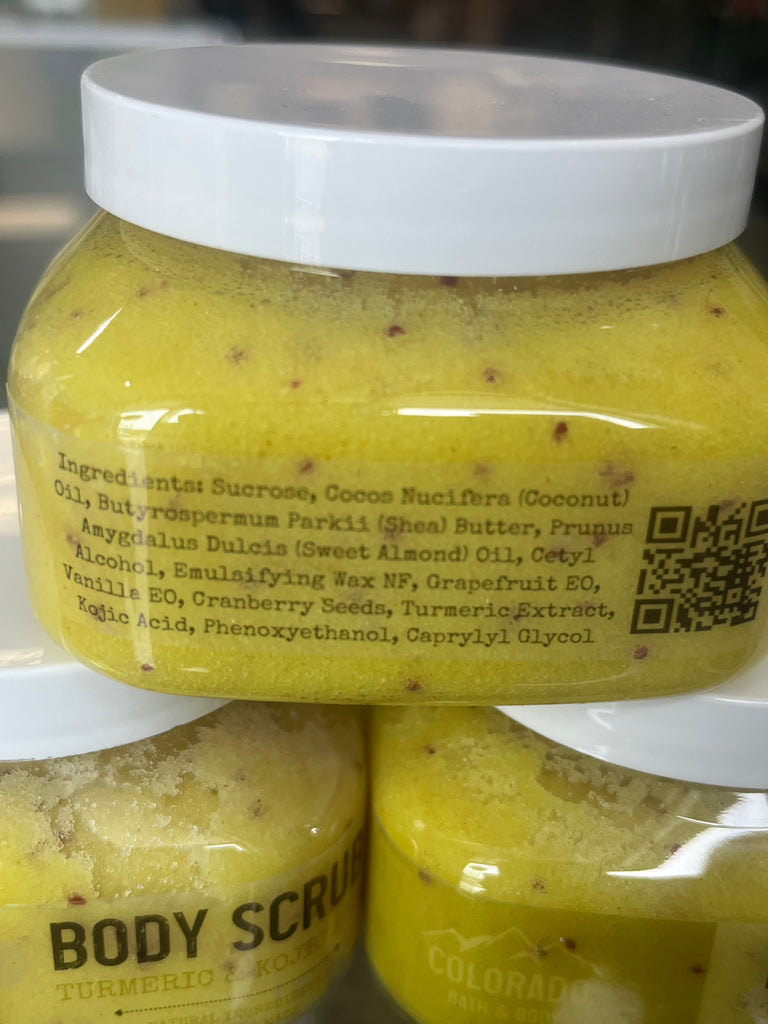 Ingredients: Sucrose, Cocos Nucifera (Coconut)
Oil, Butyrospermum Parkii (Shea) Butter, Prunus
Amygdalus Dulcis (Sweet Almond) Oil, Cetyl
Alcohol, Emulsifying Wax NF, Grapefruit EO,
Vanilla EO, Cranberry Seeds, Turmeric Extract,
Kojic Acid, Phenoxyethanol, Caprylyl Glycol
BODY SCRUB
TURMERIC & KOJIC
NATURAL INGREDIENTS
COLORADO
BATH & BODY